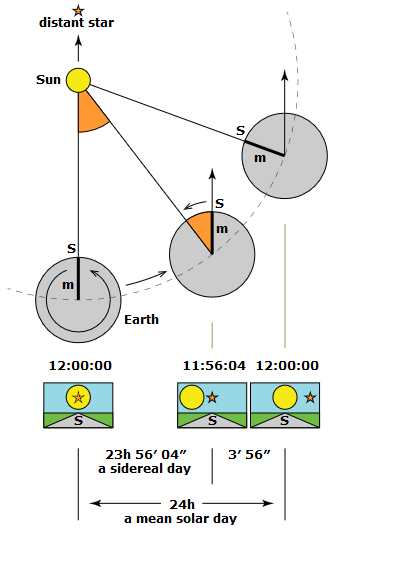 distant star
Sun
S
m
S
m
S
m
Earth
12:00:00
11:56:04
12:00:00
S
S
S
23h 56′ 04″
a sidereal day
3′ 56″
24h
a mean solar day